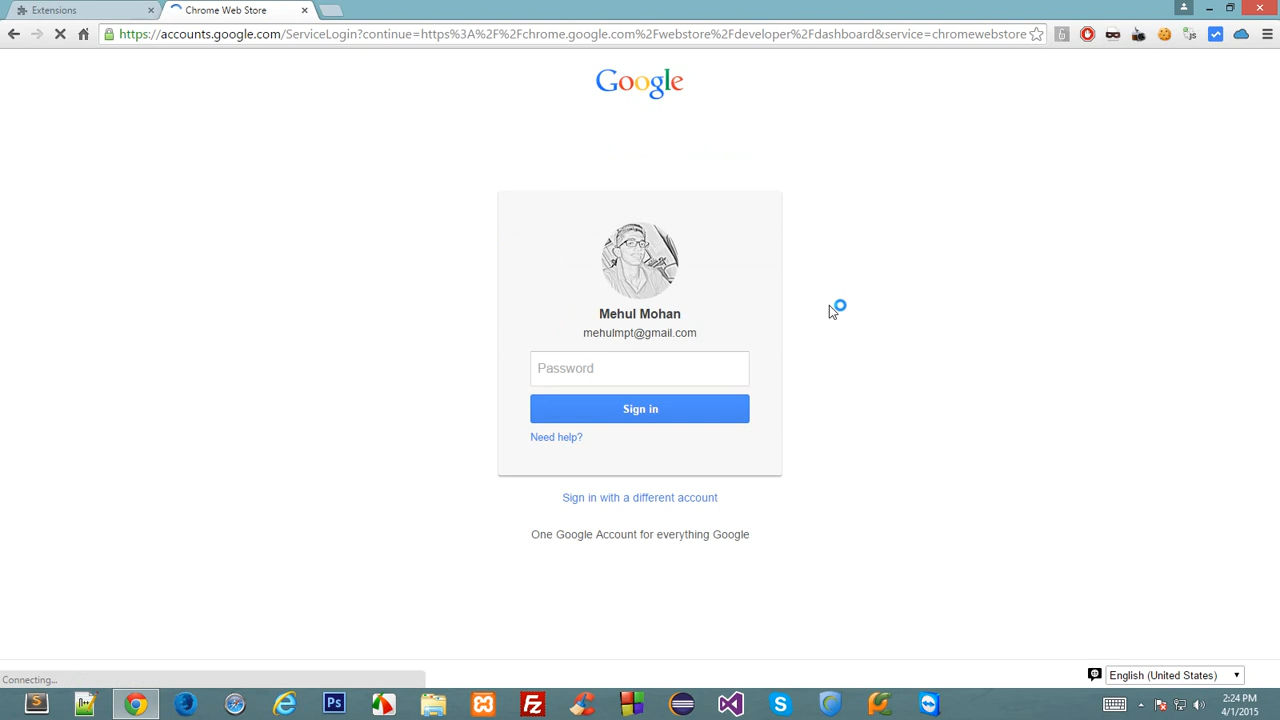 Extensions
Chrome Web Store
https://accounts.google.com/ServiceLogin?continue=https%3A%2F%2Fchrome.google.com%2Fwebstore%2Fdeveloper%2Fdashboard&service=chromewebstore
Google
Mehul Mohan
mehulmpt@gmail.com
Password
Sign in
Need help?
Sign in with a different account
One Google Account for everything Google
English (United States)
Connecting...
Ps
Fz
2:24 PM
4/1/2015